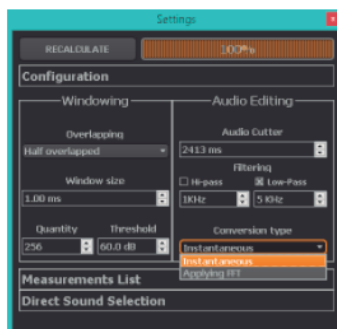 Settings
RECALCULATE 100%
Configuration
Windowing
Overlapping
Half overlapped
Window size
1.00 ms
Quantity Threshold
256 60.0 dB
Audio Editing
Audio Cutter
2413 ms
Filtering
Hi-pass Low-Pass
1KHz 5 KHz
Conversion type
Instantaneous
Instantaneous
Applying FFT
Measurements List
Direct Sound Selection